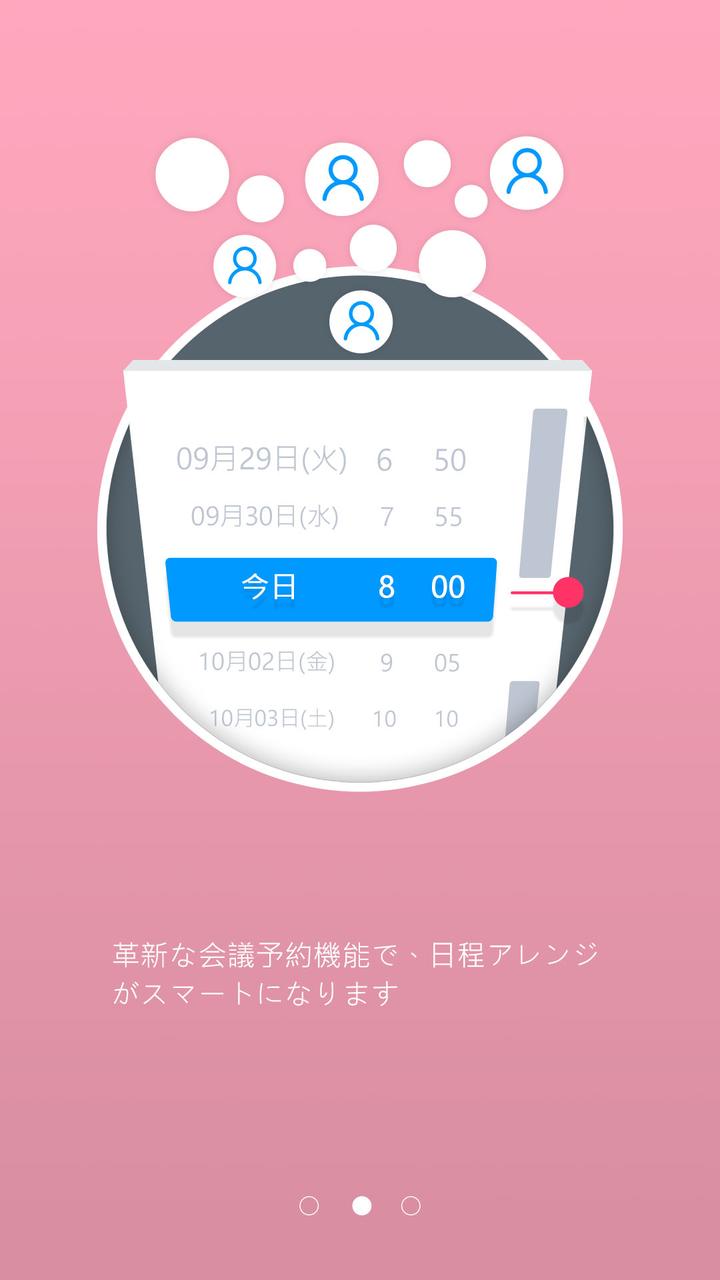 09月29日(火) 6 50
09月30日(水) 7 55
今日 8 00
10月02日(金) 9 05
10月03日(土) 10 10
革新な会議予約機能で、日程アレンジ
がスマートになります